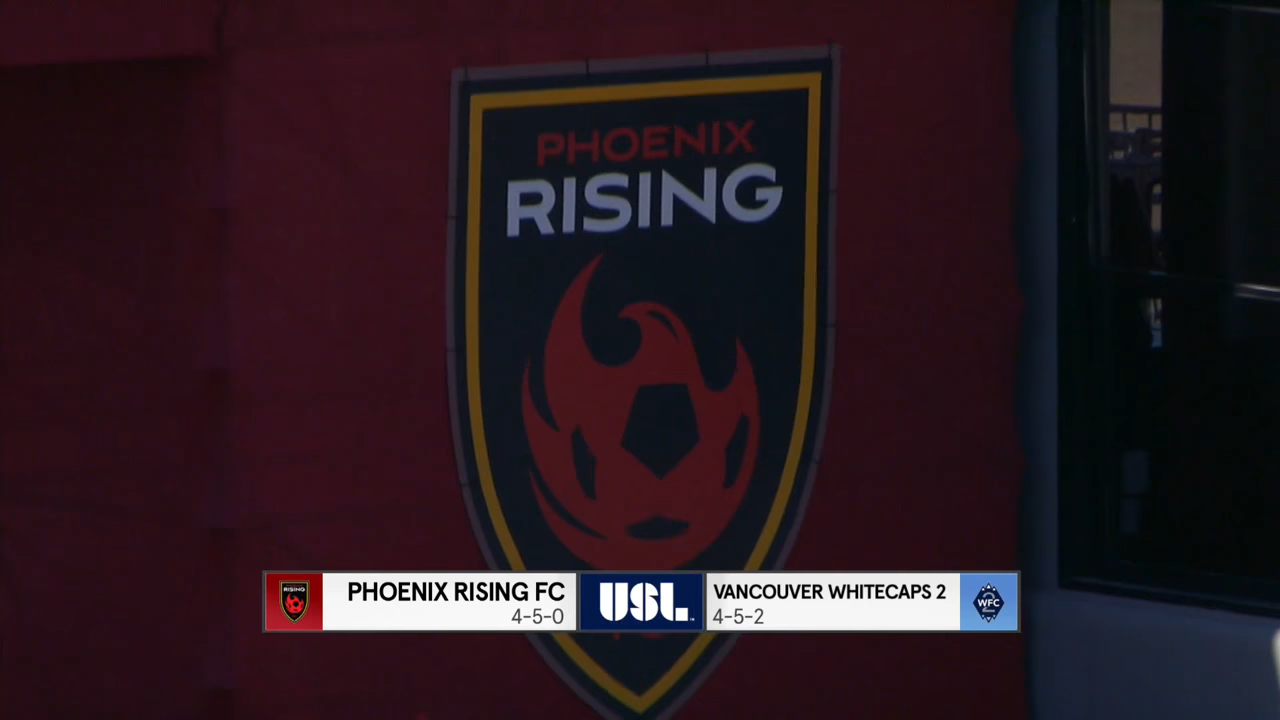 PHOENIX
RISING
RISING
PHOENIX RISING FC
4-5-0
USL
VANCOUVER WHITECAPS 2
4-5-2
WFC